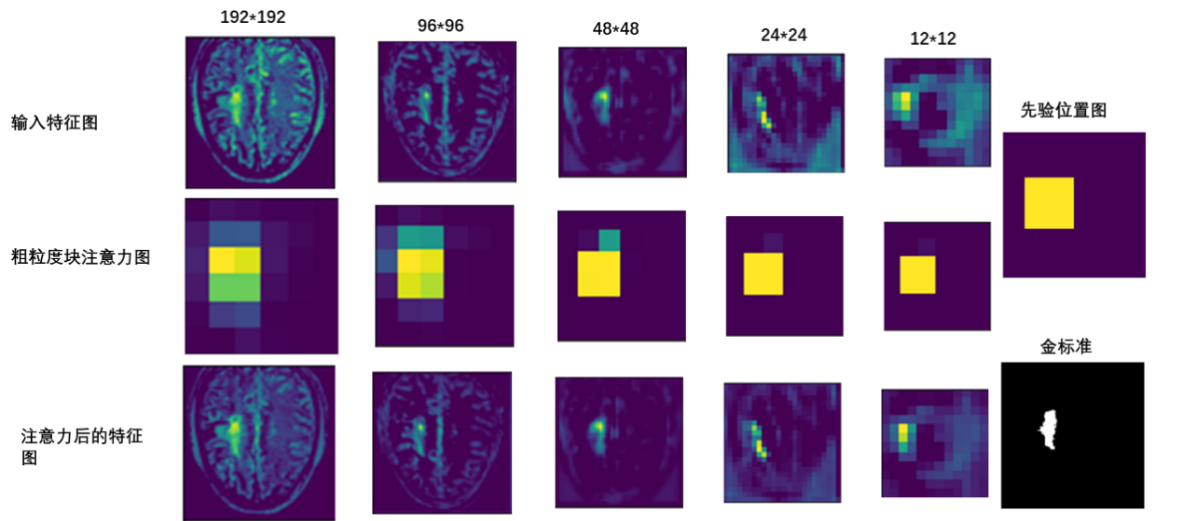 192*192
96*96
48*48
24*24
12*12
输入特征图
先验位置图
粗粒度块注意力图
金标准
注意力后的特征
图